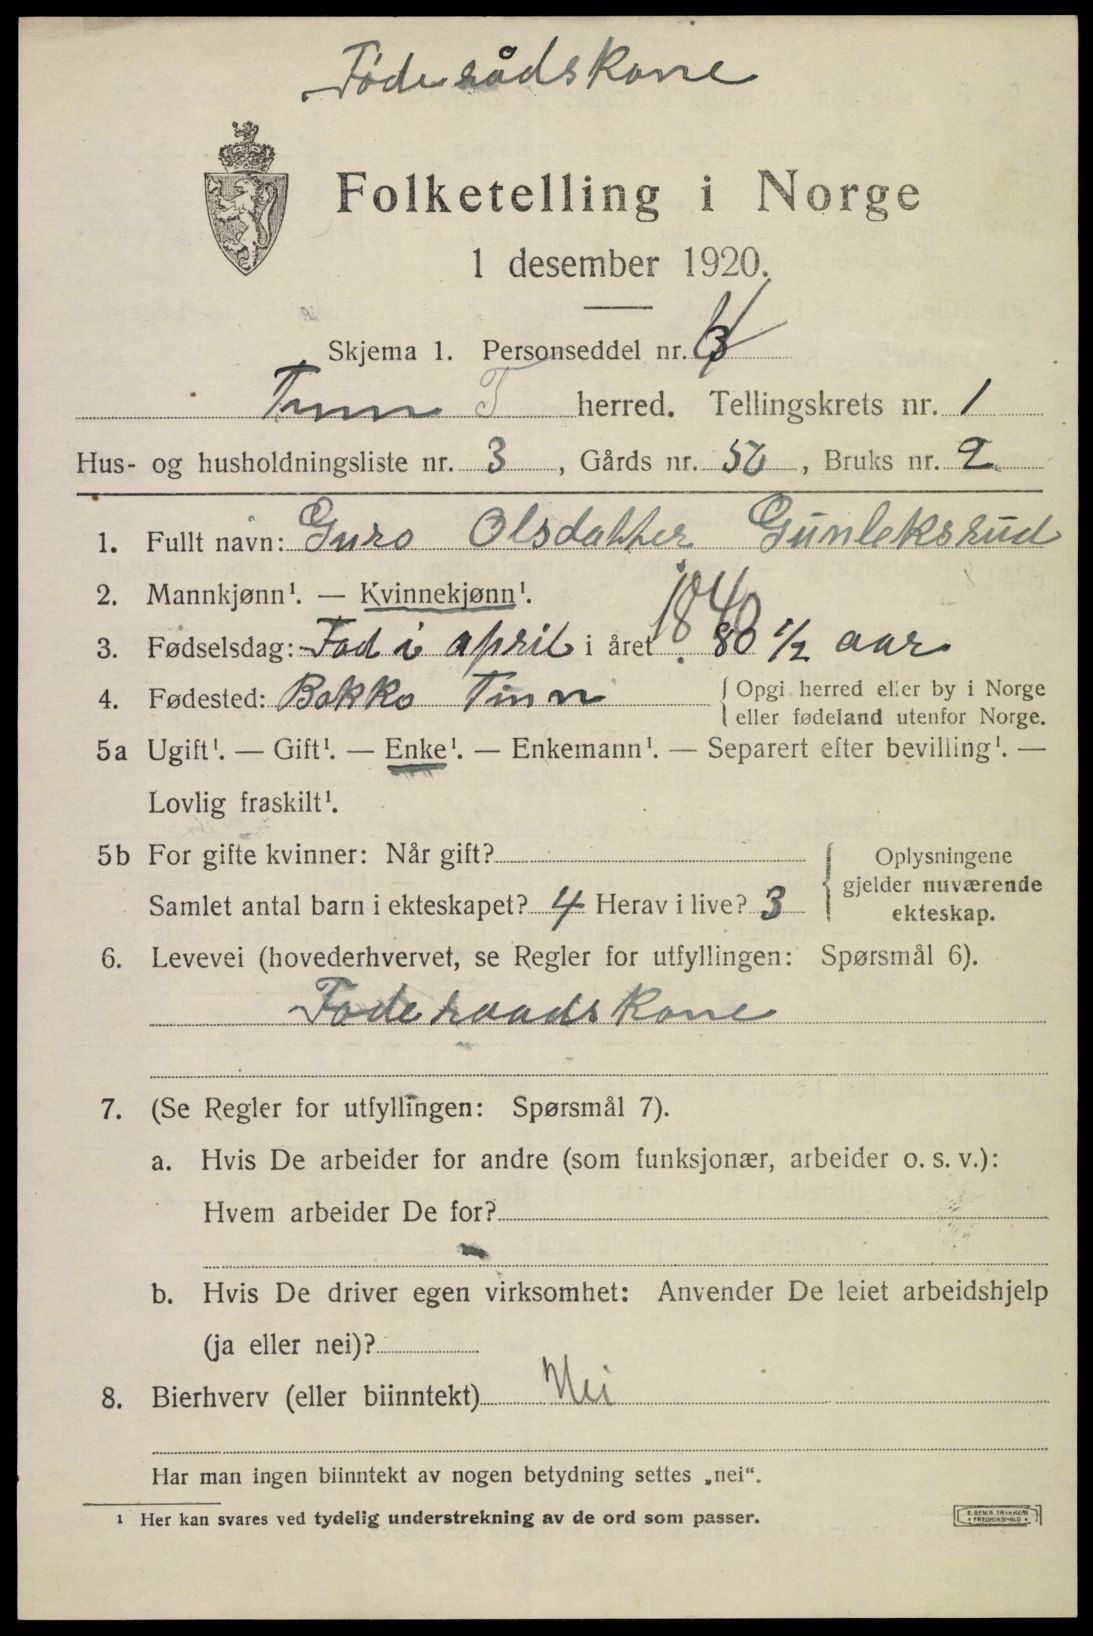 Føderådskone
Folketelling i Norge
1 desember 1920.
Skjema 1. Personseddel nr. 4
Tinn T herred. Tellingskrets nr. 1
Hus- og husholdningsliste nr. 3, Gårds nr. 56, Bruks nr. 2
1. Fullt navn: Guro Olsdatter Gunleksrud
2. Mannkjønn¹. — Kvinnekjønn¹.
3. Fødselsdag: Fød i april i året 1840 80 1/2 aar
4. Fødested: Bakko Tinn {Opgi herred eller by i Norge
eller fødeland utenfor Norge.
5a Ugift¹. — Gift¹. — Enke¹. — Enkemann¹. — Separert efter bevilling¹. —
Lovlig fraskilt¹.
5b For gifte kvinner: Når gift?
Samlet antal barn i ekteskapet? 4 Herav i live? 3
{Oplysningene
gjelder nuværende
ekteskap.
6. Levevei (hovederhvervet, se Regler for utfyllingen: Spørsmål 6).
Føderaadskone
7. (Se Regler for utfyllingen: Spørsmål 7).
a. Hvis De arbeider for andre (som funksjonær, arbeider o. s. v.):
Hvem arbeider De for?
b. Hvis De driver egen virksomhet: Anvender De leiet arbeidshjelp
(ja eller nei)?
8. Bierhverv (eller biinntekt) Nei
Har man ingen biinntekt av nogen betydning settes „nei“.
¹ Her kan svares ved tydelig understrekning av de ord som passer.